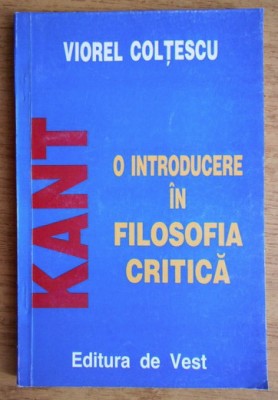 VIOREL COLȚESCU
KANT
O INTRODUCERE
ÎN
FILOSOFIA
CRITICĂ
Editura de Vest